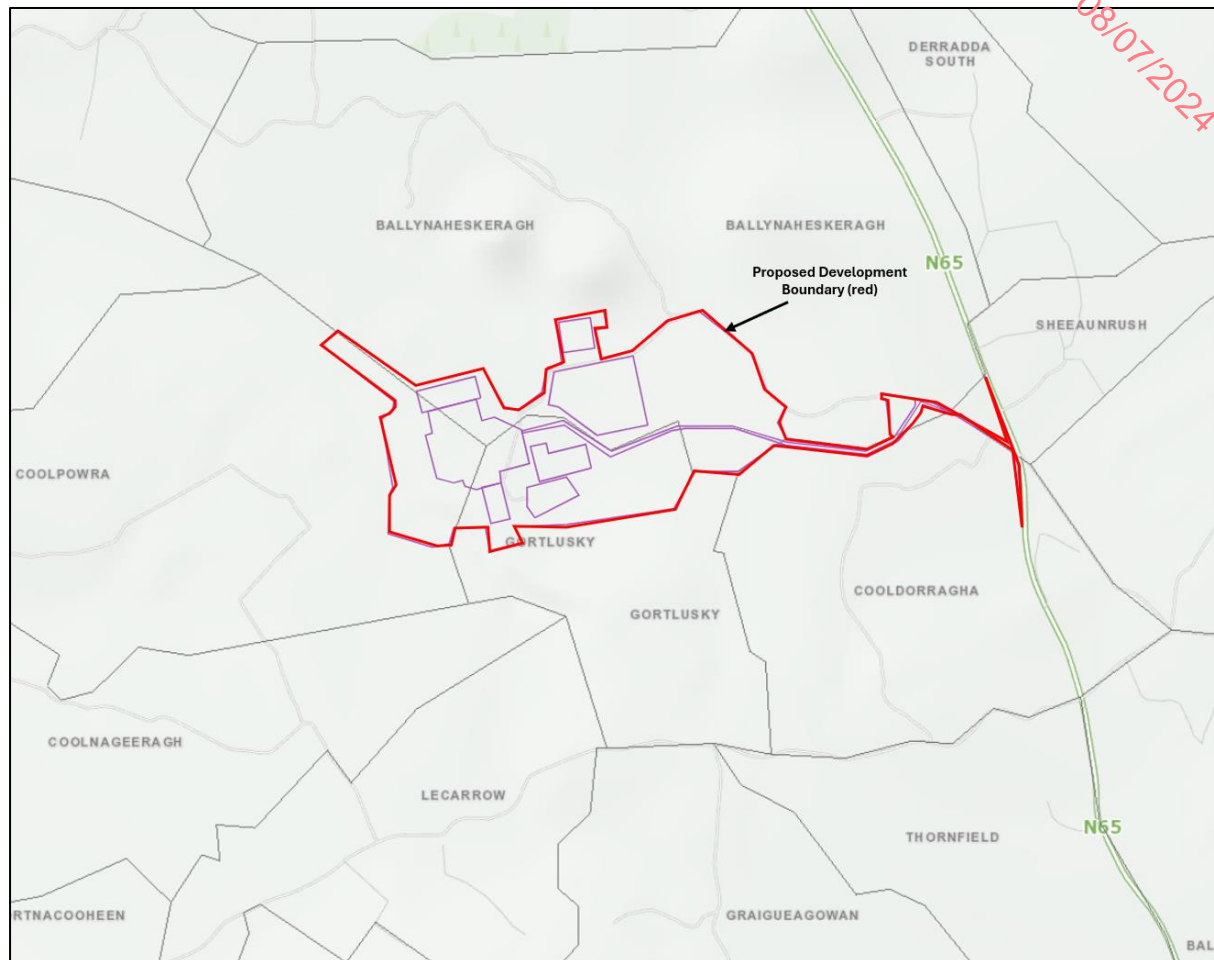 08/07/2024
DERRADDA
SOUTH
BALLYNAHESKERAGH
BALLYNAHESKERAGH
N65
Proposed Development
Boundary (red)
SHEEAUNRUSH
COOLPOWRA
GORTLUSKY
COOLDORRAGHA
GORTLUSKY
COOLNAGEERAGH
LECARROW
N65
THORNFIELD
RTNACOOHEEN
GRAIGUEAGOWAN
BAL